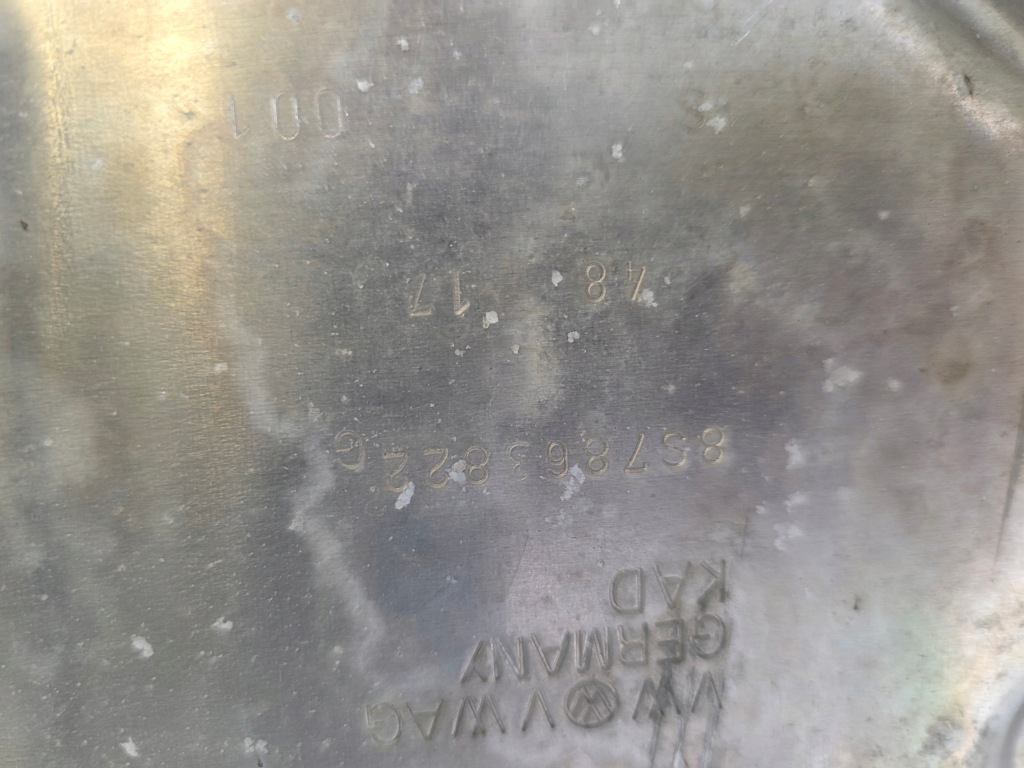 VW VWAG
GERMANY
KAD
8S7863822G
48 17
001